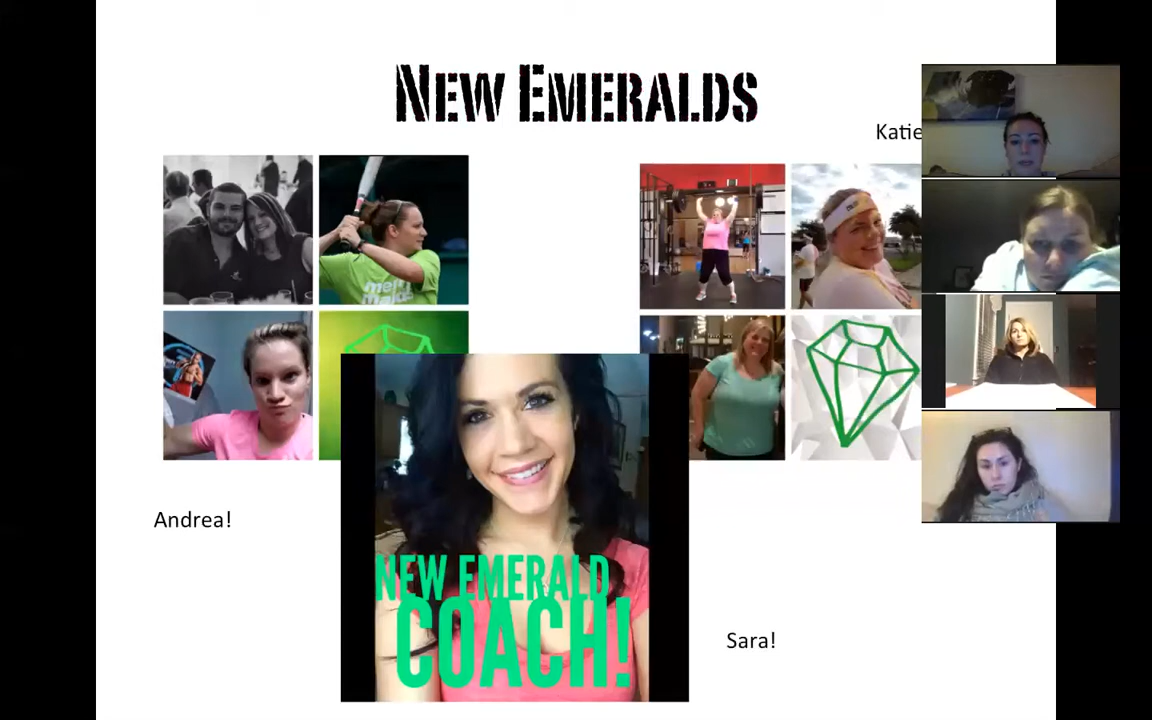 NEW EMERALDS
Katie
Andrea!
NEW EMERALD
COACH!
Sara!